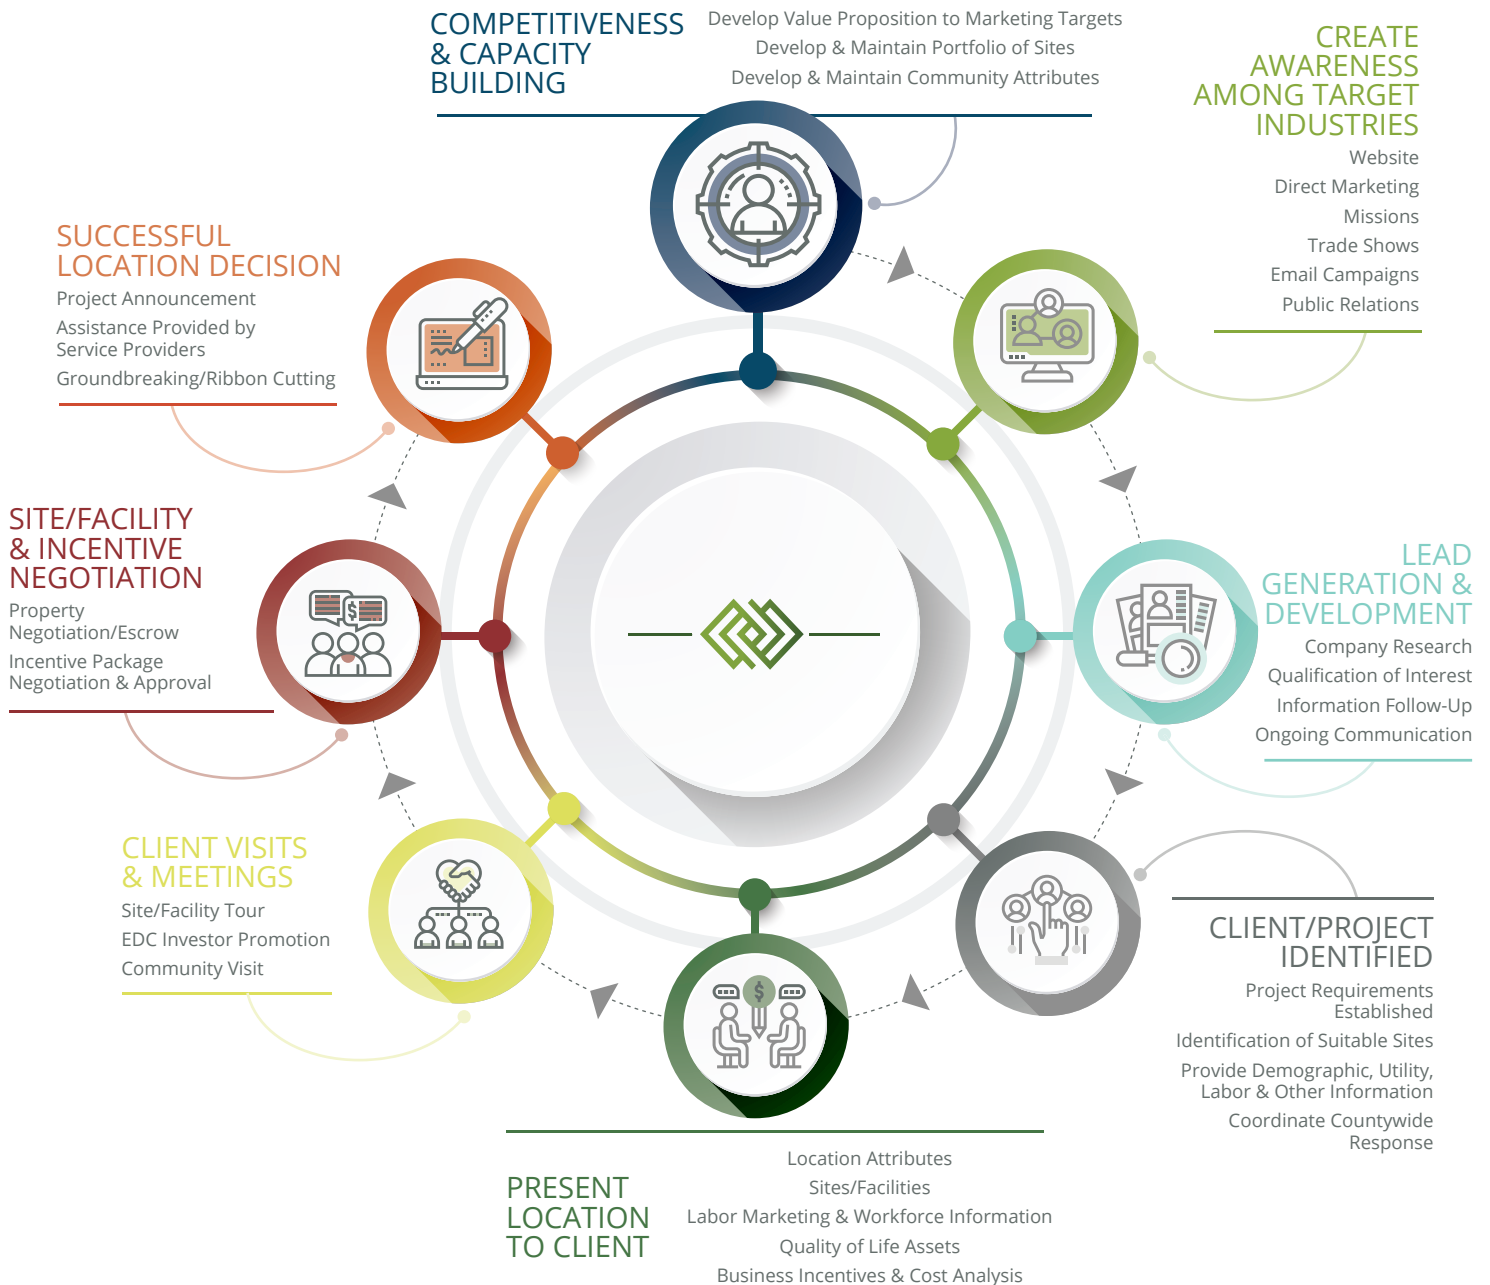 COMPETITIVENESS
& CAPACITY
BUILDING
Develop Value Proposition to Marketing Targets
Develop & Maintain Portfolio of Sites
Develop & Maintain Community Attributes
CREATE
AWARENESS
AMONG TARGET
INDUSTRIES
Website
Direct Marketing
Missions
Trade Shows
Email Campaigns
Public Relations
LEAD
GENERATION &
DEVELOPMENT
Company Research
Qualification of Interest
Information Follow-Up
Ongoing Communication
CLIENT/PROJECT
IDENTIFIED
Project Requirements
Established
Identification of Suitable Sites
Provide Demographic, Utility,
Labor & Other Information
Coordinate Countywide
Response
PRESENT
LOCATION
TO CLIENT
Location Attributes
Sites/Facilities
Labor Marketing & Workforce Information
Quality of Life Assets
Business Incentives & Cost Analysis
CLIENT VISITS
& MEETINGS
Site/Facility Tour
EDC Investor Promotion
Community Visit
SITE/FACILITY
& INCENTIVE
NEGOTIATION
Property
Negotiation/Escrow
Incentive Package
Negotiation & Approval
SUCCESSFUL
LOCATION DECISION
Project Announcement
Assistance Provided by
Service Providers
Groundbreaking/Ribbon Cutting
$
$